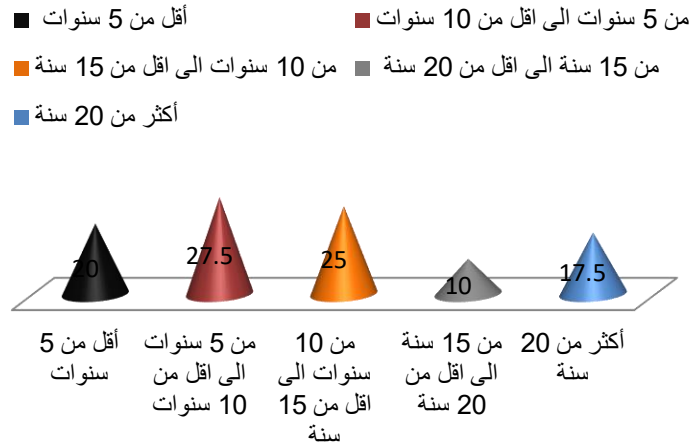 أقل من 5 سنوات
من 5 سنوات الى اقل من 10 سنوات
من 10 سنوات الى اقل من 15 سنة
من 15 سنة الى اقل من 20 سنة
أكثر من 20 سنة
20
27.5
25
10
17.5
أقل من 5
سنوات
من 5 سنوات
الى اقل من
10 سنوات
من 10
سنوات الى
اقل من 15
سنة
من 15 سنة
الى اقل من
20 سنة
أكثر من 20
سنة